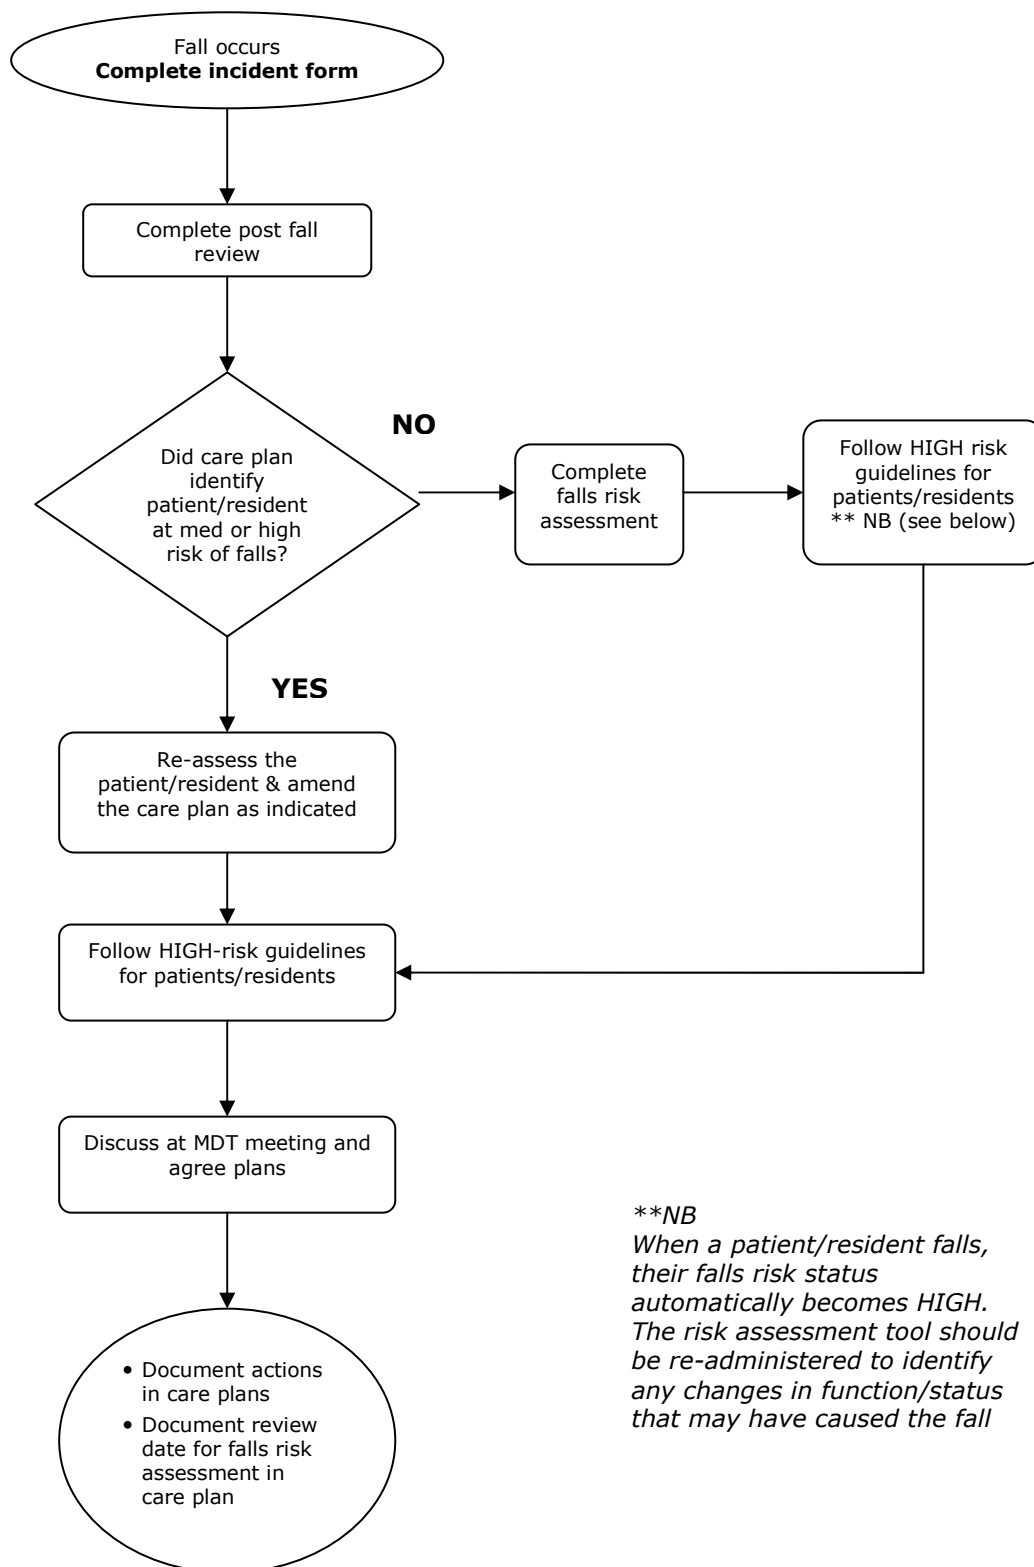 Fall occurs
Complete incident form
Complete post fall
review
NO
Did care plan
identify
patient/resident
at med or high
risk of falls?
Complete
falls risk
assessment
Follow HIGH risk
guidelines for
patients/residents
** NB (see below)
YES
Re-assess the
patient/resident & amend
the care plan as indicated
Follow HIGH-risk guidelines
for patients/residents
Discuss at MDT meeting and
agree plans
**NB
When a patient/resident falls,
their falls risk status
automatically becomes HIGH.
The risk assessment tool should
be re-administered to identify
any changes in function/status
that may have caused the fall
• Document actions
in care plans
• Document review
date for falls risk
assessment in
care plan